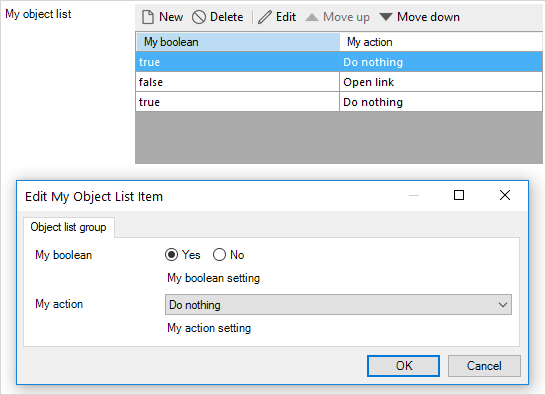 My object list New Delete Edit Move up Move down
My boolean My action
true Do nothing
false Open link
true Do nothing
Edit My Object List Item
Object list group
My boolean Yes No
My boolean setting
My action Do nothing
My action setting
OK Cancel